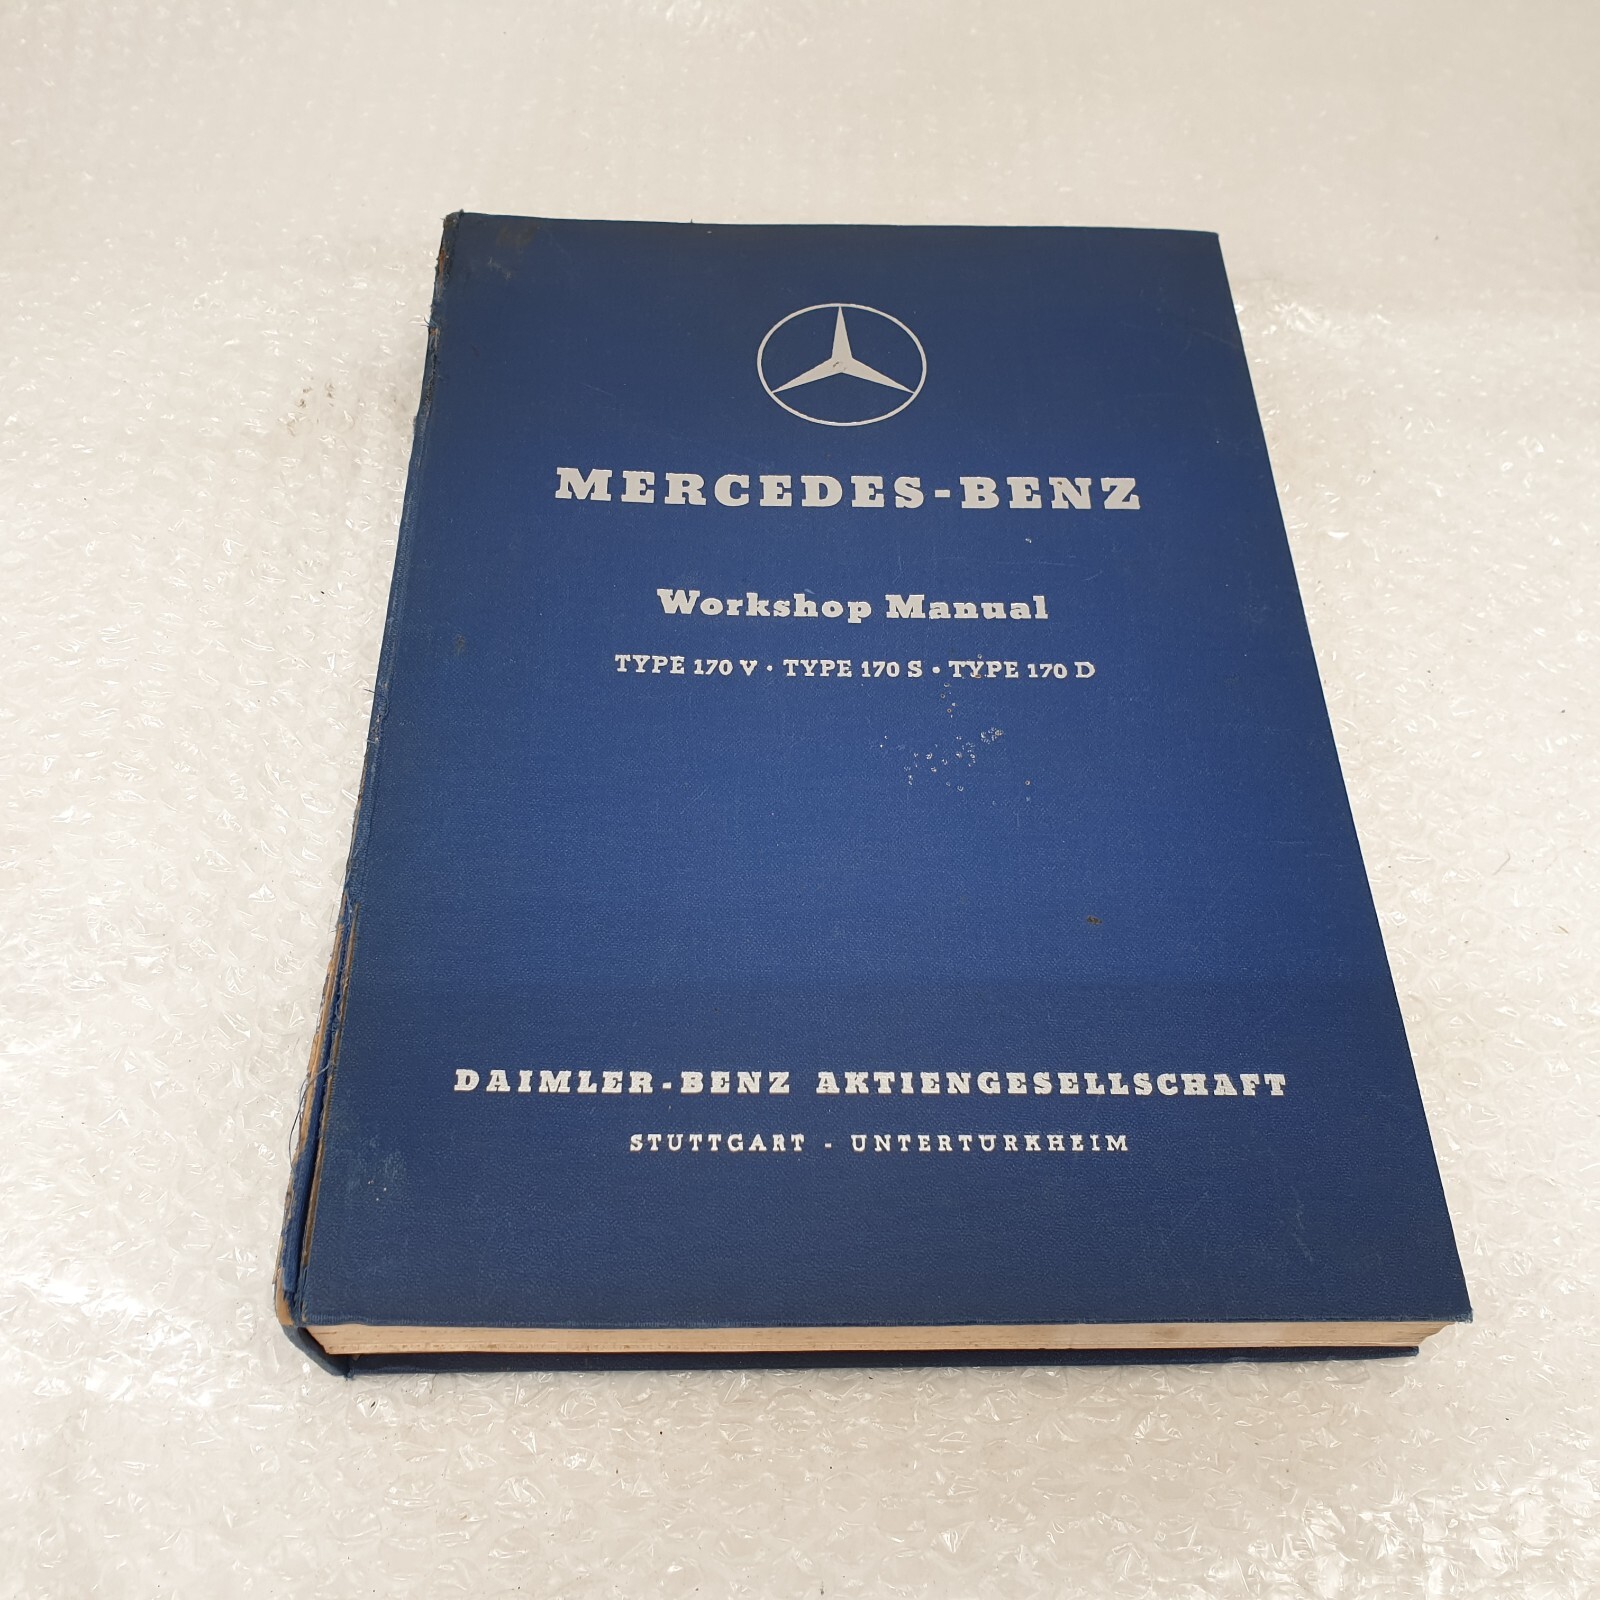 MERCEDES-BENZ
Workshop Manual
TYPE 170 V · TYPE 170 S · TYPE 170 D
DAIMLER-BENZ AKTIENGESELLSCHAFT
STUTTGART - UNTERTÜRKHEIM